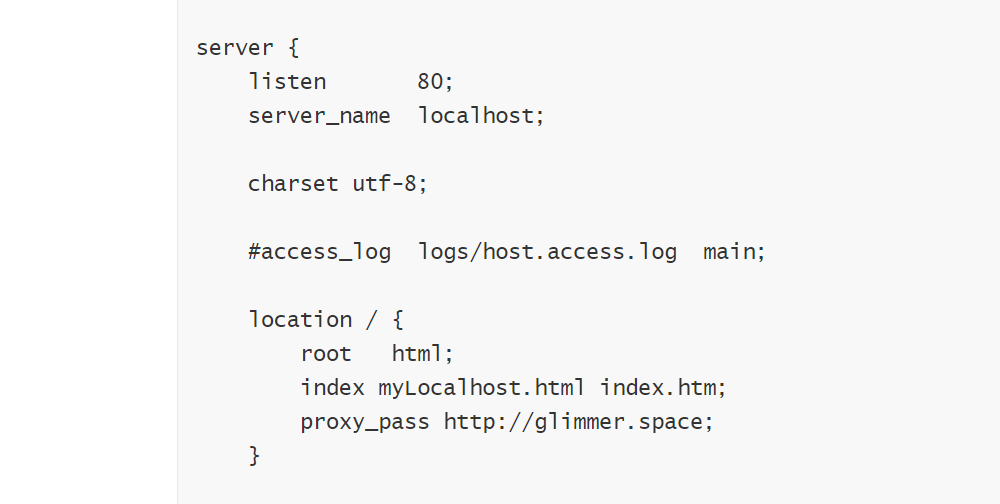 server {
    listen       80;
    server_name  localhost;
    charset utf-8;
    #access_log  logs/host.access.log  main;
    location / {
        root   html;
        index myLocalhost.html index.htm;
        proxy_pass http://glimmer.space;
    }